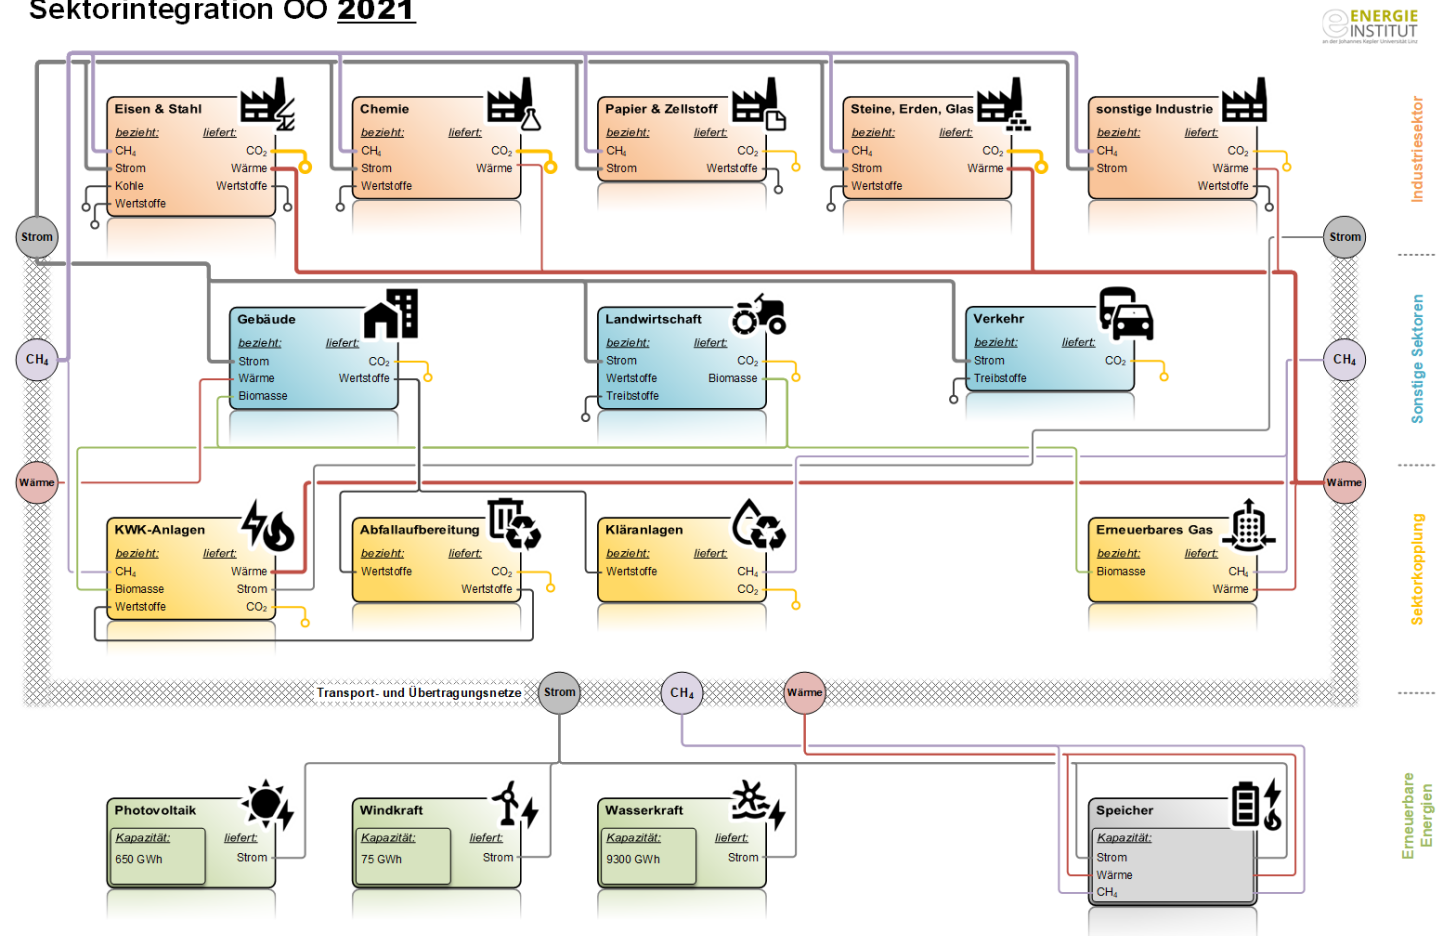 Sektorintegration OÖ 2021
ENERGIE
INSTITUT
an der Johannes Kepler Universität Linz
Eisen & Stahl
bezieht: liefert:
CH₄ CO₂
Strom Wärme
Kohle Wertstoffe
Wertstoffe
Chemie
bezieht: liefert:
CH₄ CO₂
Strom Wärme
Wertstoffe
Papier & Zellstoff
bezieht: liefert:
CH₄ CO₂
Strom Wertstoffe
Steine, Erden, Glas
bezieht: liefert:
CH₄ CO₂
Strom Wärme
Wertstoffe
sonstige Industrie
bezieht: liefert:
CH₄ CO₂
Strom Wärme
Wertstoffe
Industriesektor
Strom
Strom
Gebäude
bezieht: liefert:
Strom CO₂
Wärme Wertstoffe
Biomasse
Landwirtschaft
bezieht: liefert:
Strom CO₂
Wertstoffe Biomasse
Treibstoffe
Verkehr
bezieht: liefert:
Strom CO₂
Treibstoffe
Sonstige Sektoren
CH₄
CH₄
Wärme
Wärme
KWK-Anlagen
bezieht: liefert:
CH₄ Wärme
Biomasse Strom
Wertstoffe CO₂
Abfallaufbereitung
bezieht: liefert:
Wertstoffe CO₂
Wertstoffe
Kläranlagen
bezieht: liefert:
Wertstoffe CH₄
CO₂
Erneuerbares Gas
bezieht: liefert:
Biomasse CH₄
Wärme
Sektorkopplung
Transport- und Übertragungsnetze
Strom
CH₄
Wärme
Photovoltaik
Kapazität: liefert:
650 GWh Strom
Windkraft
Kapazität: liefert:
75 GWh Strom
Wasserkraft
Kapazität: liefert:
9300 GWh Strom
Speicher
Kapazität:
Strom
Wärme
CH₄
Erneuerbare
Energien